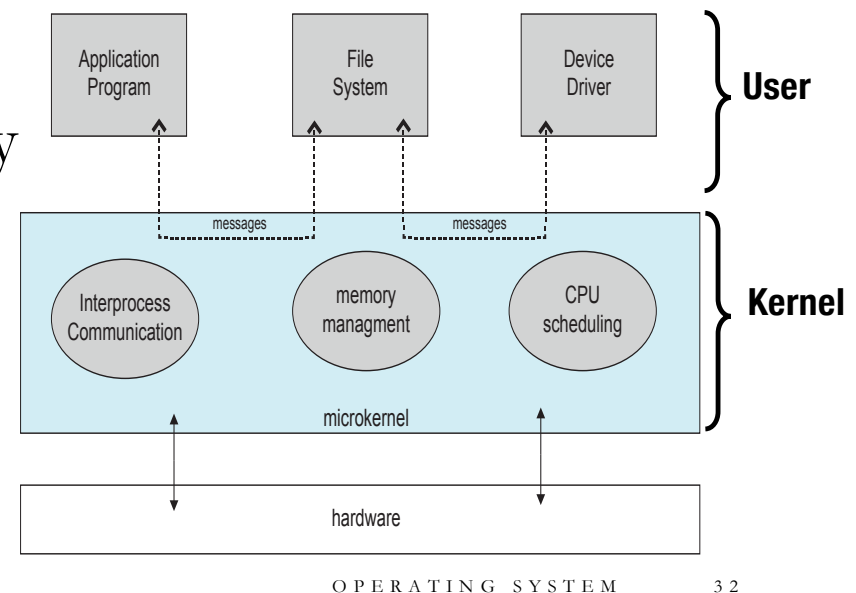 Application
Program
File
System
Device
Driver
User
y
messages
messages
Interprocess
Communication
memory
managment
CPU
scheduling
Kernel
microkernel
hardware
OPERATING SYSTEM 32